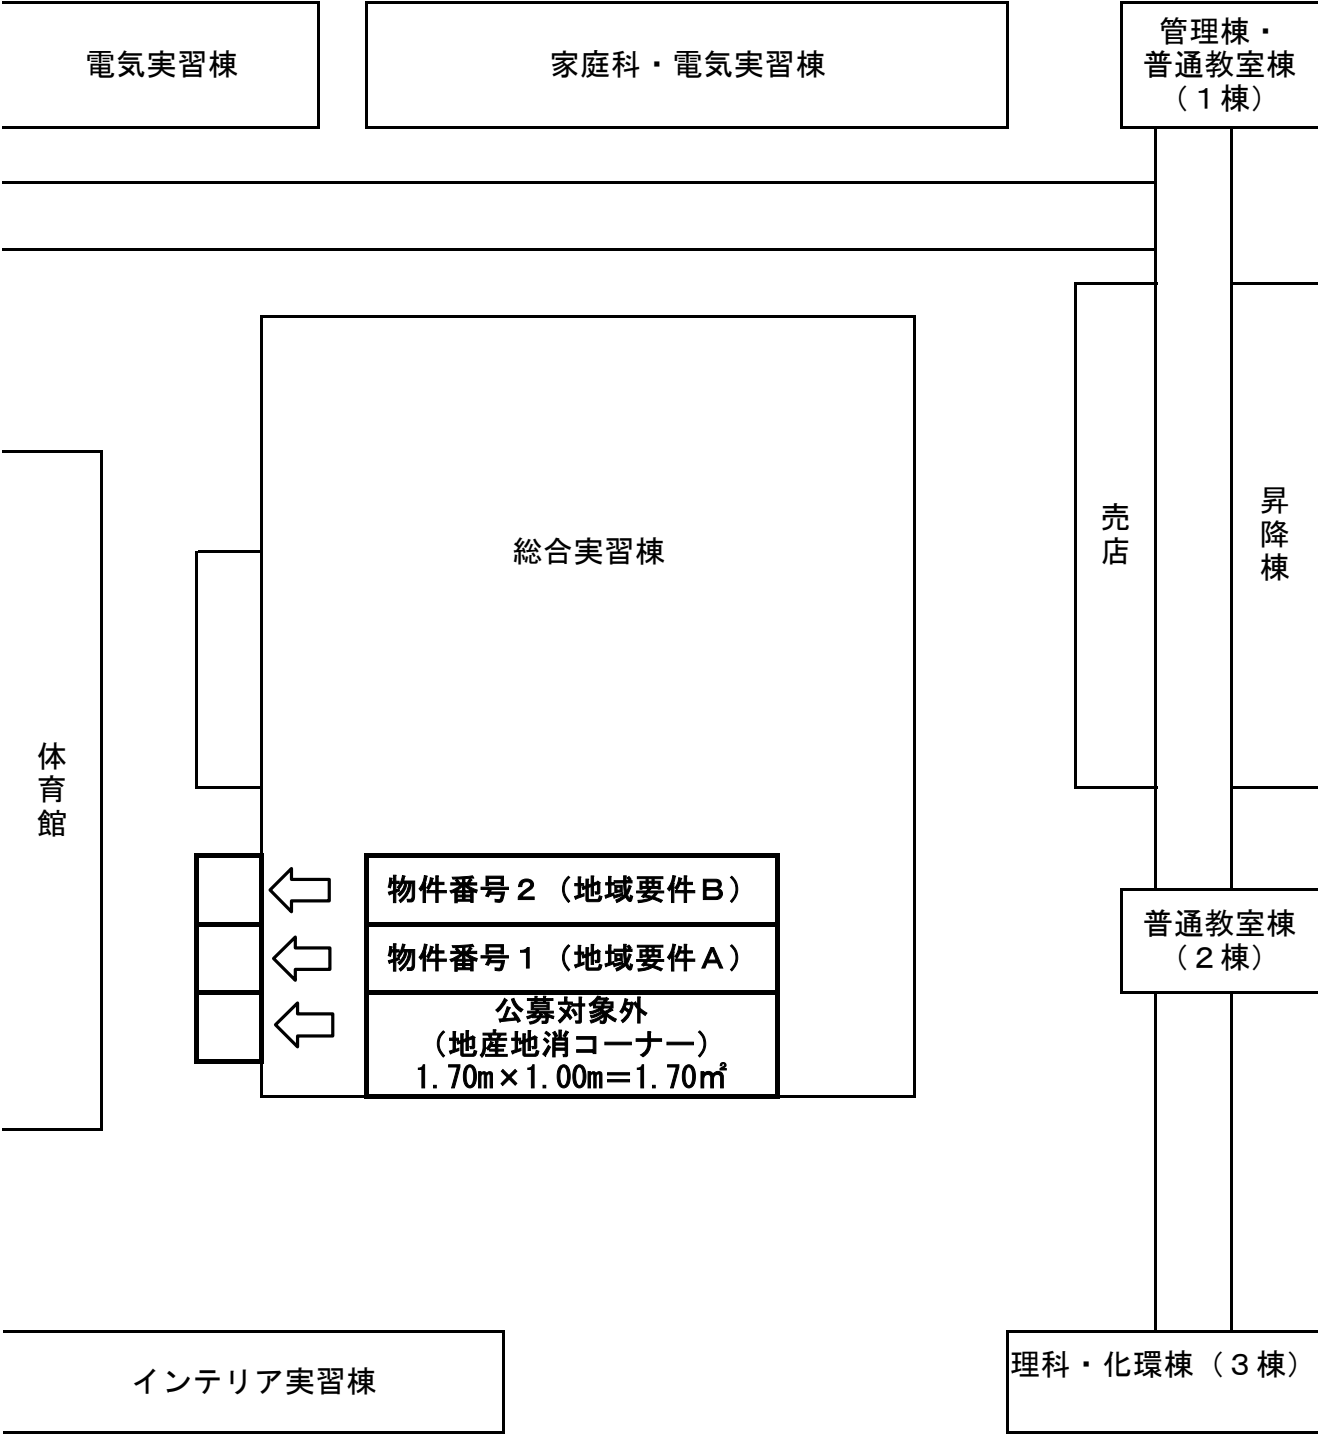 電気実習棟
家庭科・電気実習棟
管理棟・
普通教室棟
（１棟）
総合実習棟
売店
昇降棟
体育館
物件番号２（地域要件Ｂ）
物件番号１（地域要件Ａ）
公募対象外
（地産地消コーナー）
1.70m×1.00m＝1.70㎡
普通教室棟
（２棟）
インテリア実習棟
理科・化環棟（３棟）